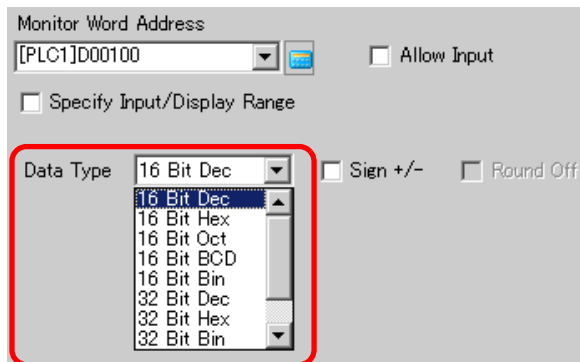 Monitor Word Address
[PLC1]D00100
Allow Input
Specify Input/Display Range
Data Type 16 Bit Dec Sign +/- Round Off
16 Bit Dec
16 Bit Hex
16 Bit Oct
16 Bit BCD
16 Bit Bin
32 Bit Dec
32 Bit Hex
32 Bit Bin